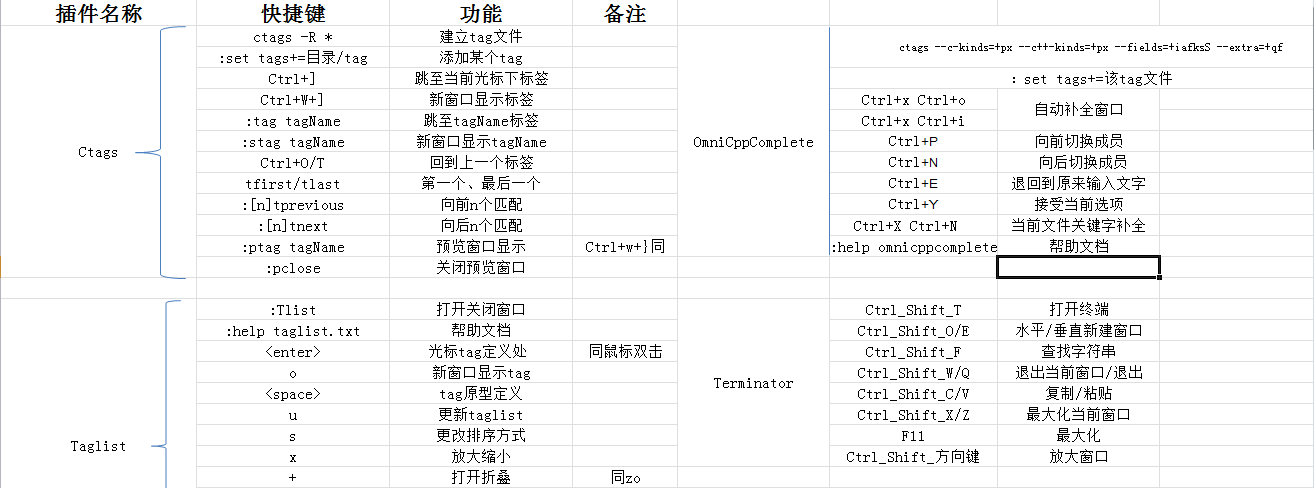 插件名称 快捷键 功能 备注
ctags -R * 建立tag文件
:set tags+=目录/tag 添加某个tag
Ctrl+] 跳至当前光标下标签
Ctrl+W+] 新窗口显示标签
:tag tagName 跳至tagName标签
:stag tagName 新窗口显示tagName
Ctags Ctrl+O/T 回到上一个标签
tfirst/tlast 第一个、最后一个
:[n]tprevious 向前n个匹配
:[n]tnext 向后n个匹配
:ptag tagName 预览窗口显示 Ctrl+w+}同
:pclose 关闭预览窗口
ctags --c-kinds=+px --c++-kinds=+px --fields=+iafksS --extra=+qf
: set tags+=该tag文件
Ctrl+x Ctrl+o 自动补全窗口
Ctrl+x Ctrl+i
OmniCppComplete Ctrl+P 向前切换成员
Ctrl+N 向后切换成员
Ctrl+E 退回到原来输入文字
Ctrl+Y 接受当前选项
Ctrl+X Ctrl+N 当前文件关键字补全
:help omnicppcomplete 帮助文档
:Tlist 打开关闭窗口
:help taglist.txt 帮助文档
<enter> 光标tag定义处 同鼠标双击
o 新窗口显示tag
<space> tag原型定义
u 更新taglist
s 更改排序方式
Taglist
x 放大缩小
+ 打开折叠 同zo
Ctrl_Shift_T 打开终端
Ctrl_Shift_O/E 水平/垂直新建窗口
Ctrl_Shift_F 查找字符串
Ctrl_Shift_W/Q 退出当前窗口/退出
Terminator
Ctrl_Shift_C/V 复制/粘贴
Ctrl_Shift_X/Z 最大化当前窗口
F11 最大化
Ctrl_Shift_方向键 放大窗口